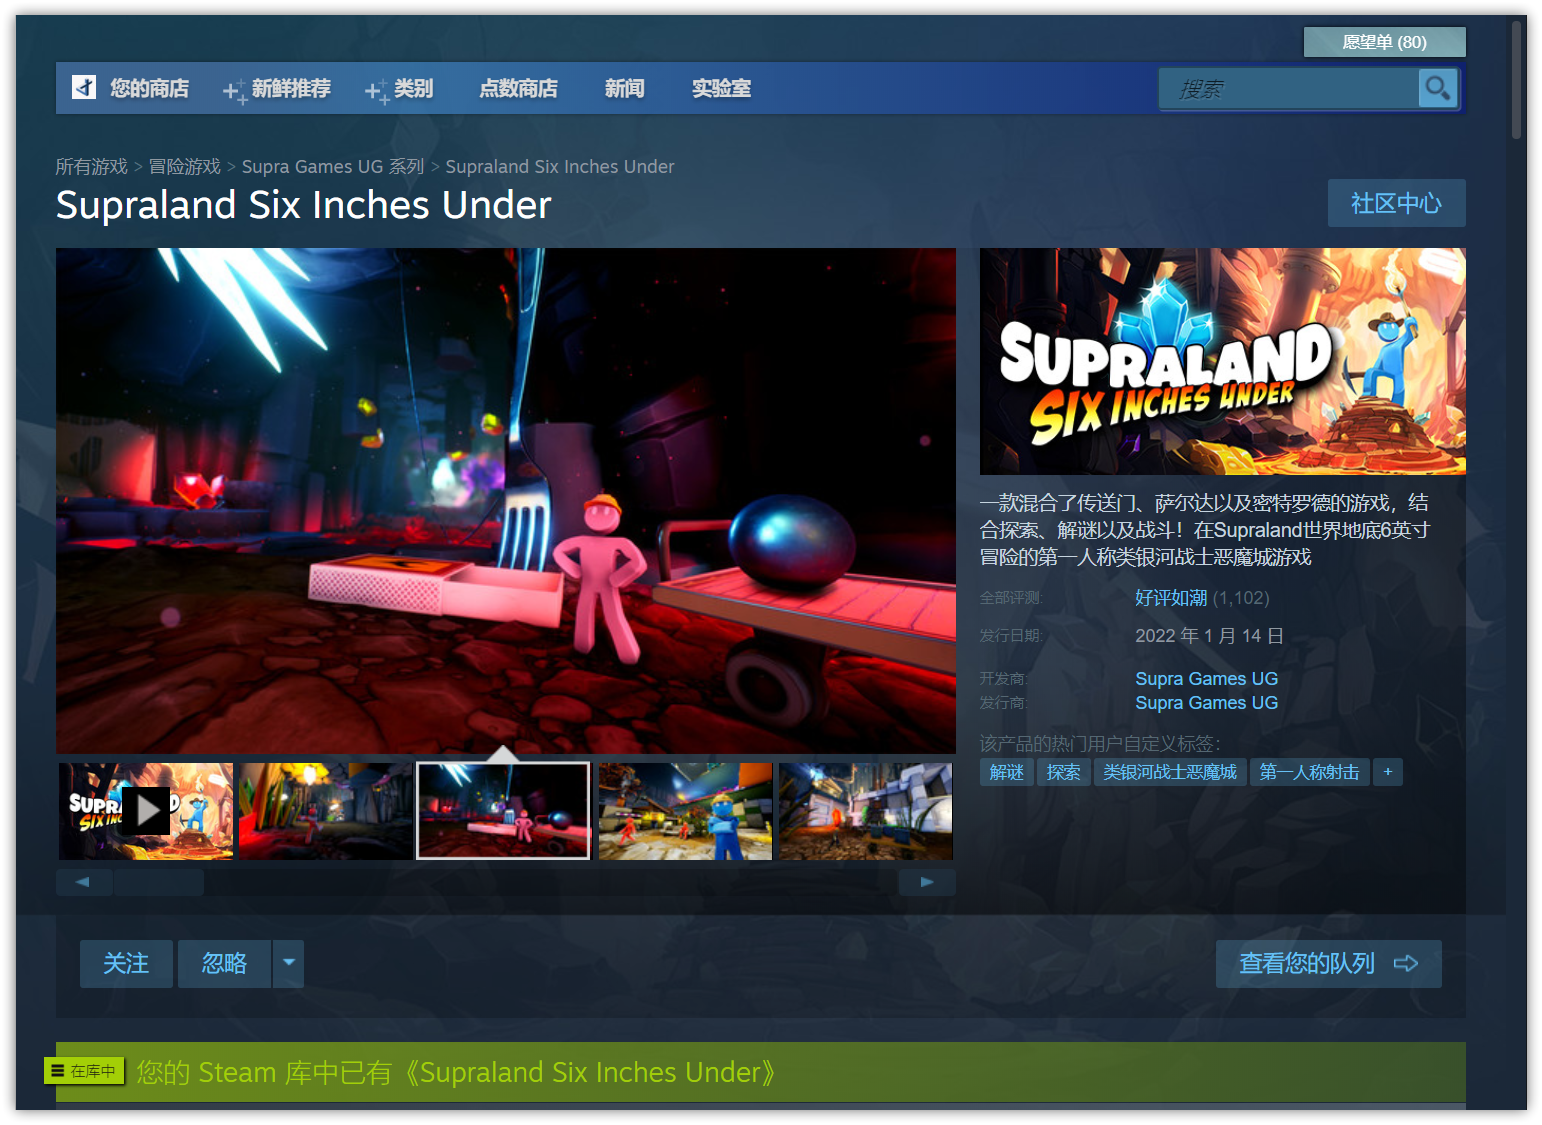 愿望单 (80)
您的商店 新鲜推荐 类别 点数商店 新闻 实验室 搜索
所有游戏 > 冒险游戏 > Supra Games UG 系列 > Supraland Six Inches Under
Supraland Six Inches Under
社区中心
SUPRALAND
SIX INCHES UNDER
一款混合了传送门、萨尔达以及密特罗德的游戏，结
合探索、解谜以及战斗！在Supraland世界地底6英寸
冒险的第一人称类银河战士恶魔城游戏
全部评测: 好评如潮 (1,102)
发行日期: 2022 年 1 月 14 日
开发商: Supra Games UG
发行商: Supra Games UG
该产品的热门用户自定义标签:
解谜 探索 类银河战士恶魔城 第一人称射击 +
关注 忽略 查看您的队列
在库中 您的 Steam 库中已有《Supraland Six Inches Under》